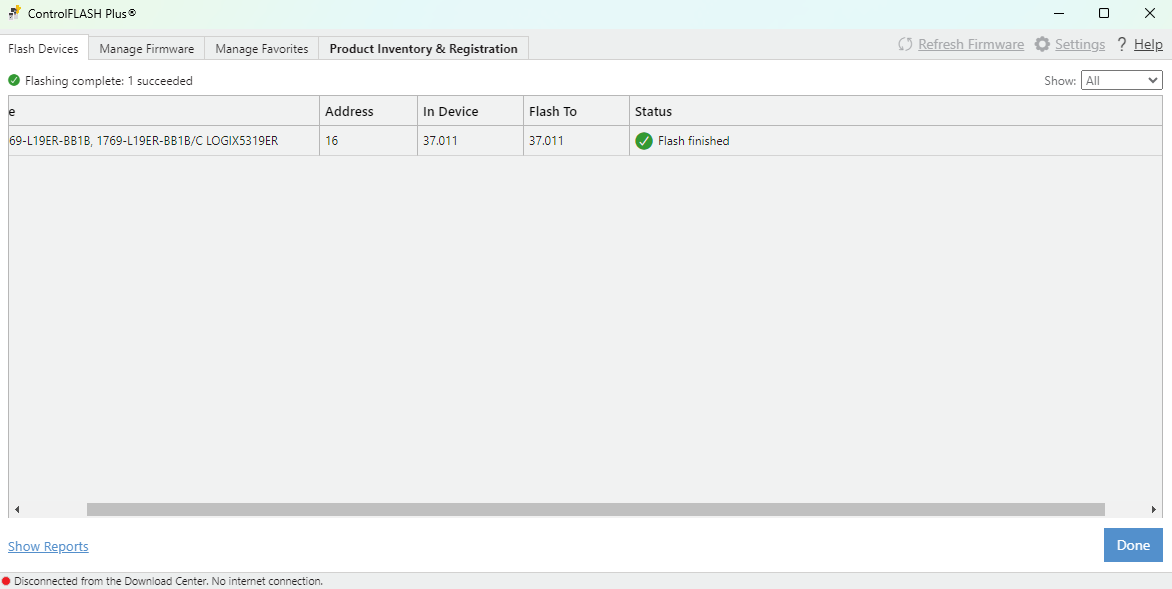 ControlFLASH Plus®
Flash Devices Manage Firmware Manage Favorites Product Inventory & Registration Refresh Firmware Settings ? Help
Flashing complete: 1 succeeded Show: All
e Address In Device Flash To Status
69-L19ER-BB1B, 1769-L19ER-BB1B/C LOGIX5319ER 16 37.011 37.011 Flash finished
Show Reports Done
Disconnected from the Download Center. No internet connection.